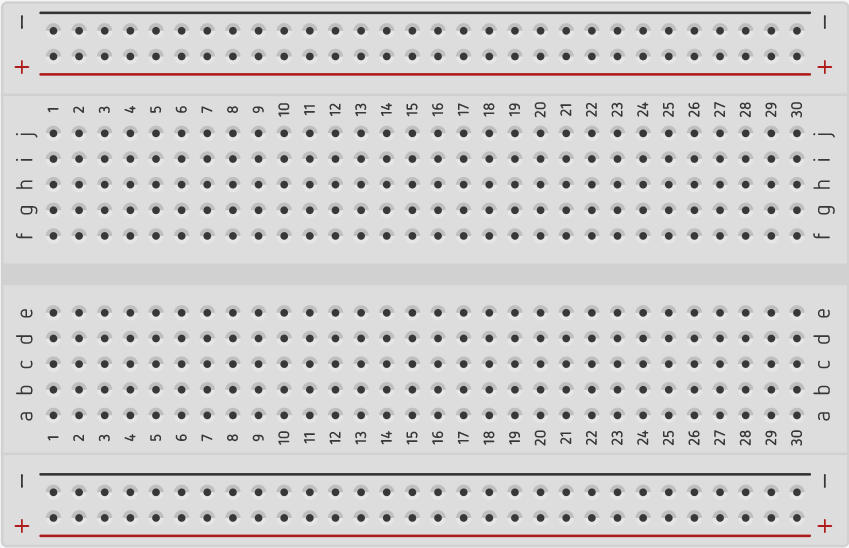 − −
+ +
1 2 3 4 5 6 7 8 9 10 11 12 13 14 15 16 17 18 19 20 21 22 23 24 25 26 27 28 29 30
j j
i i
h h
g g
f f
e e
d d
c c
b b
a a
1 2 3 4 5 6 7 8 9 10 11 12 13 14 15 16 17 18 19 20 21 22 23 24 25 26 27 28 29 30
− −
+ +